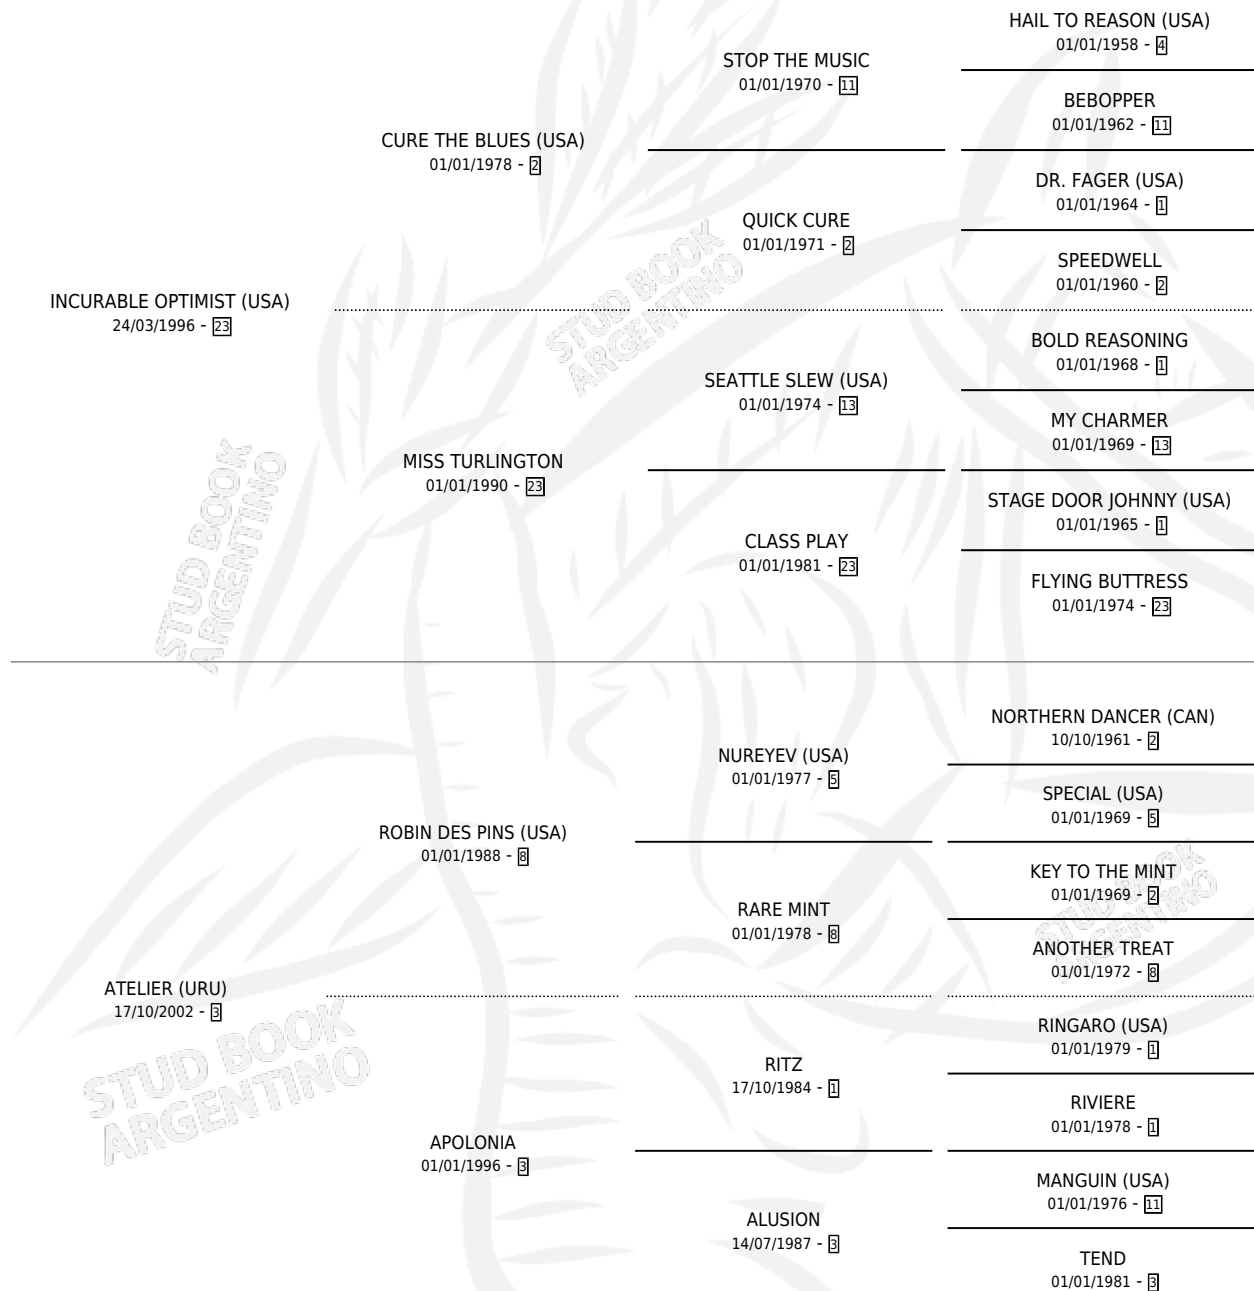 HAIL TO REASON (USA)
01/01/1958 - 4
STOP THE MUSIC
01/01/1970 - 11
BEBOPPER
01/01/1962 - 11
CURE THE BLUES (USA)
01/01/1978 - 2
DR. FAGER (USA)
01/01/1964 - 1
QUICK CURE
01/01/1971 - 2
SPEEDWELL
01/01/1960 - 2
INCURABLE OPTIMIST (USA)
24/03/1996 - 23
BOLD REASONING
01/01/1968 - 1
SEATTLE SLEW (USA)
01/01/1974 - 13
MY CHARMER
01/01/1969 - 13
MISS TURLINGTON
01/01/1990 - 23
STAGE DOOR JOHNNY (USA)
01/01/1965 - 1
CLASS PLAY
01/01/1981 - 23
FLYING BUTTRESS
01/01/1974 - 23
NORTHERN DANCER (CAN)
10/10/1961 - 2
NUREYEV (USA)
01/01/1977 - 5
SPECIAL (USA)
01/01/1969 - 5
ROBIN DES PINS (USA)
01/01/1988 - 8
KEY TO THE MINT
01/01/1969 - 2
RARE MINT
01/01/1978 - 8
ANOTHER TREAT
01/01/1972 - 8
ATELIER (URU)
17/10/2002 - 3
RINGARO (USA)
01/01/1979 - 1
RITZ
17/10/1984 - 1
RIVIERE
01/01/1978 - 1
APOLONIA
01/01/1996 - 3
MANGUIN (USA)
01/01/1976 - 11
ALUSION
14/07/1987 - 3
TEND
01/01/1981 - 3
STUD BOOK
ARGENTINO
STUD BOOK
ARGENTINO
STUD BOOK
ARGENTINO
STUD BOOK
ARGENTINO